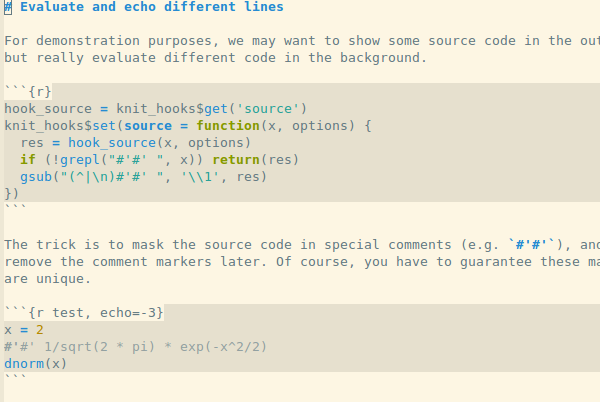 # Evaluate and echo different lines
For demonstration purposes, we may want to show some source code in the
but really evaluate different code in the background.
```{r}
hook_source = knit_hooks$get('source')
knit_hooks$set(source = function(x, options) {
  res = hook_source(x, options)
  if (!grepl("#'#' ", x)) return(res)
  gsub("(^|\n)#'#' ", '\\1', res)
})
```
The trick is to mask the source code in special comments (e.g. `#'#'`), and
remove the comment markers later. Of course, you have to guarantee these
are unique.
```{r test, echo=-3}
x = 2
#'#' 1/sqrt(2 * pi) * exp(-x^2/2)
dnorm(x)
```